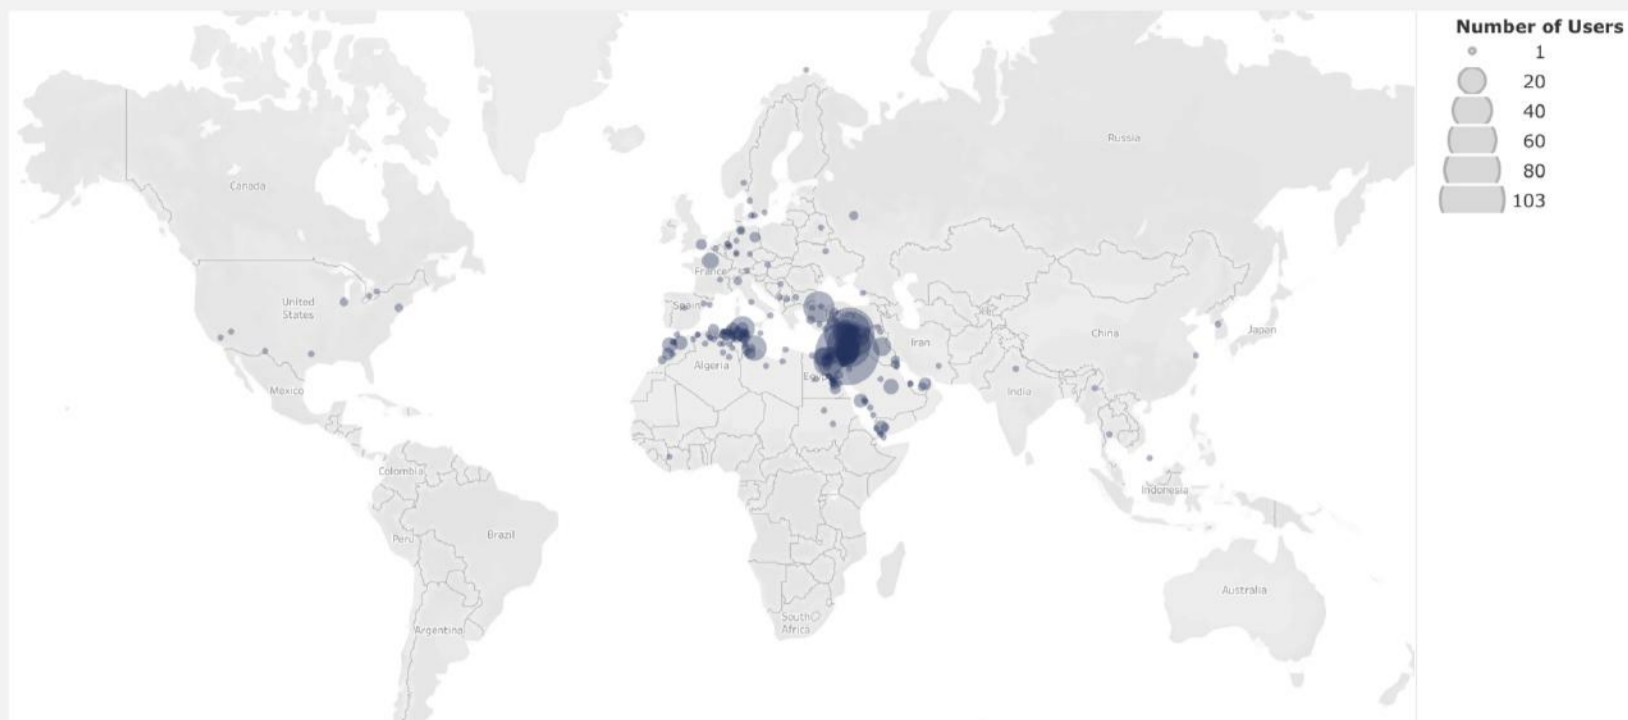 Number of Users
1
20
40
60
80
103
Russia
Canada
France
United
States
Spain
Japan
China
Iran
Algeria
Egypt
India
Mexico
Colombia
Indonesia
Brazil
Peru
Australia
South
Africa
Argentina